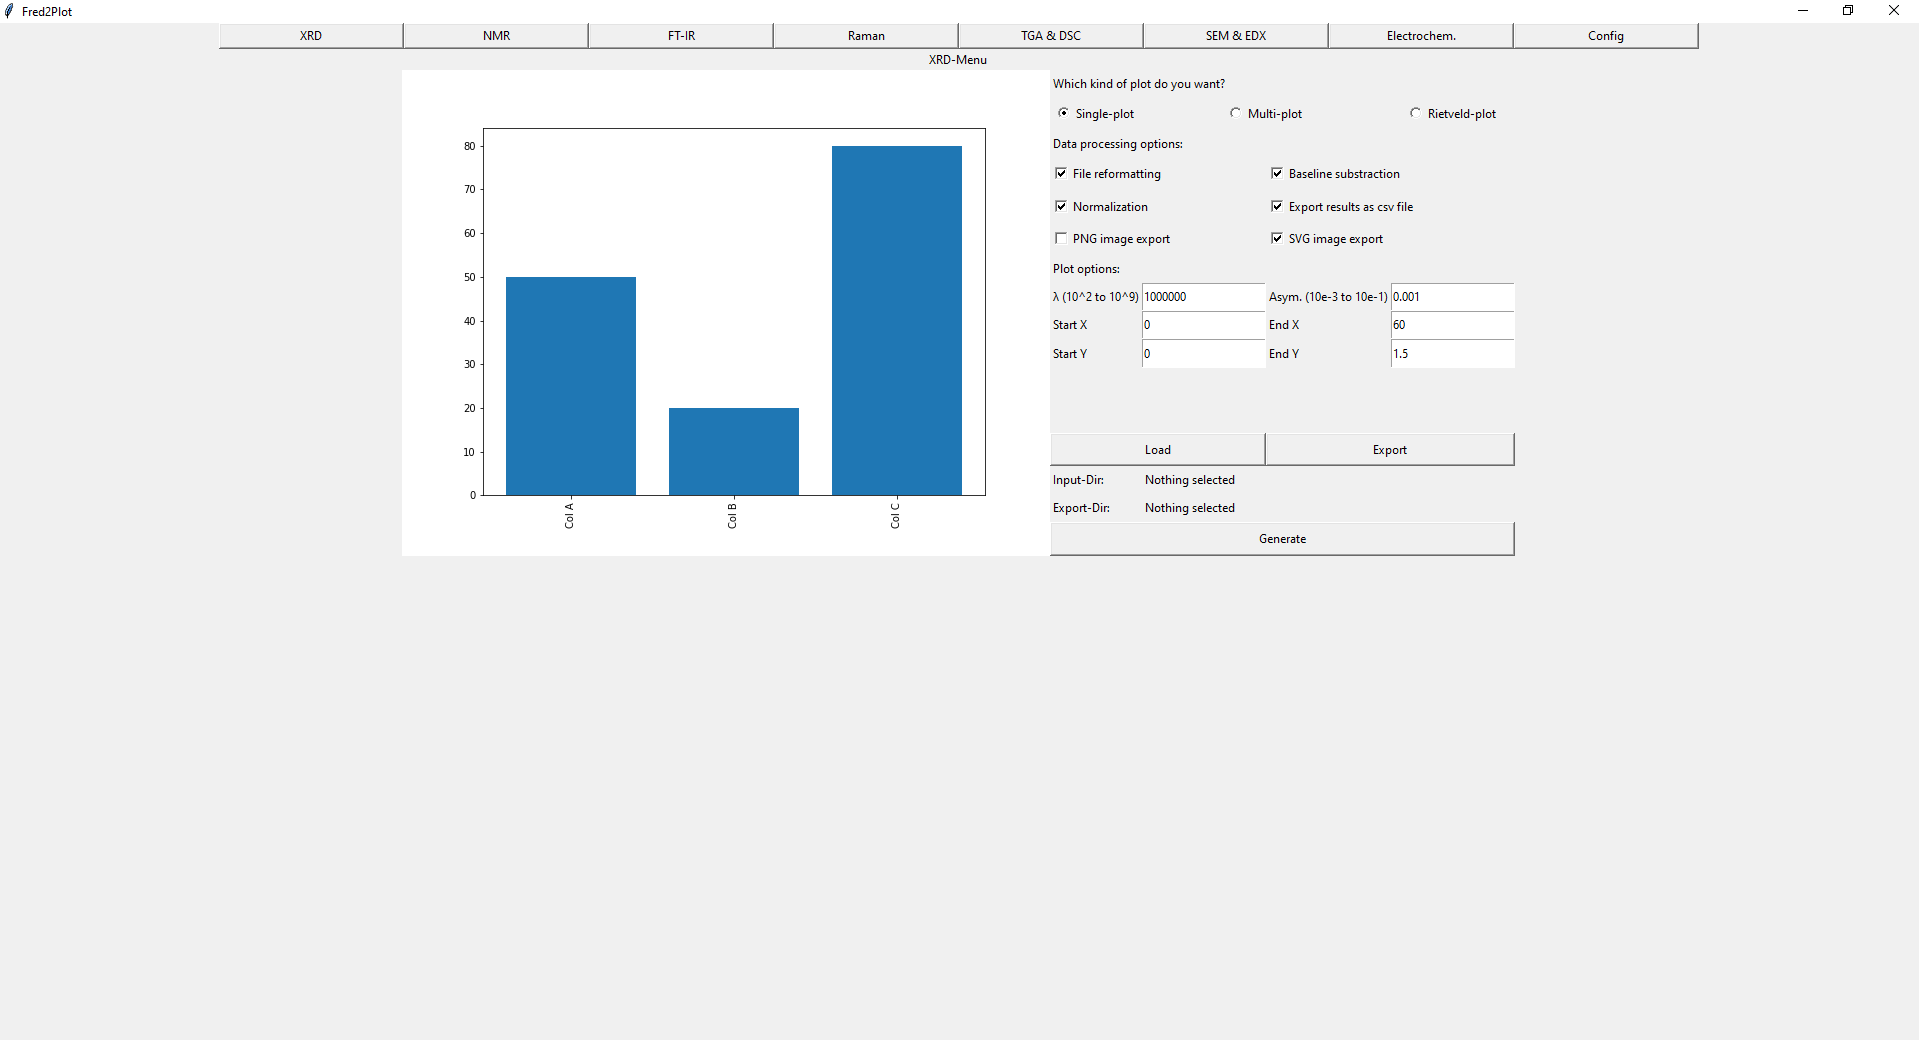 Fred2Plot
XRD NMR FT-IR Raman TGA & DSC SEM & EDX Electrochem. Config
XRD-Menu
Which kind of plot do you want?
Single-plot Multi-plot Rietveld-plot
Data processing options:
File reformatting Baseline substraction
Normalization Export results as csv file
PNG image export SVG image export
Plot options:
λ (10^2 to 10^9) 1000000 Asym. (10e-3 to 10e-1) 0.001
Start X 0 End X 60
Start Y 0 End Y 1.5
Load Export
Input-Dir: Nothing selected
Export-Dir: Nothing selected
Generate
80
70
60
50
40
30
20
10
0
Col A Col B Col C